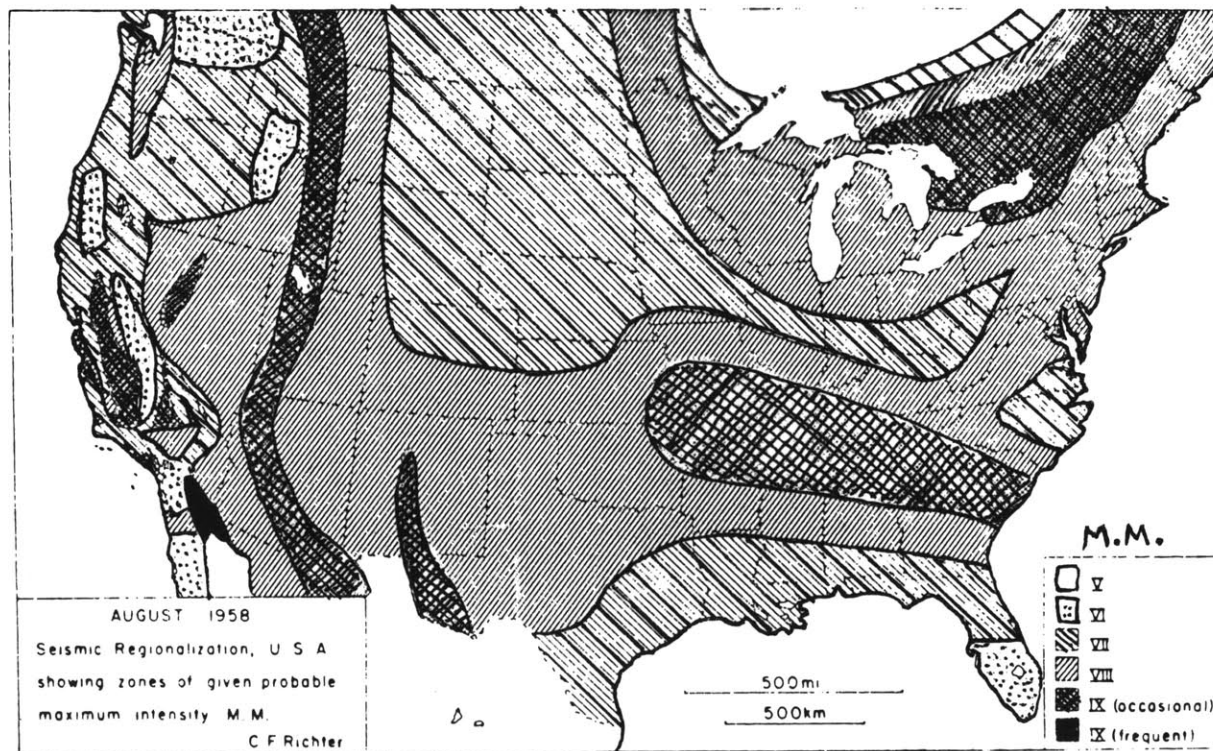 AUGUST 1958
Seismic Regionalization, U S A
showing zones of given probable
maximum intensity M. M.
C F Richter
500mi
500km
M.M.
V
VI
VII
VIII
IX (occasional)
IX (frequent)